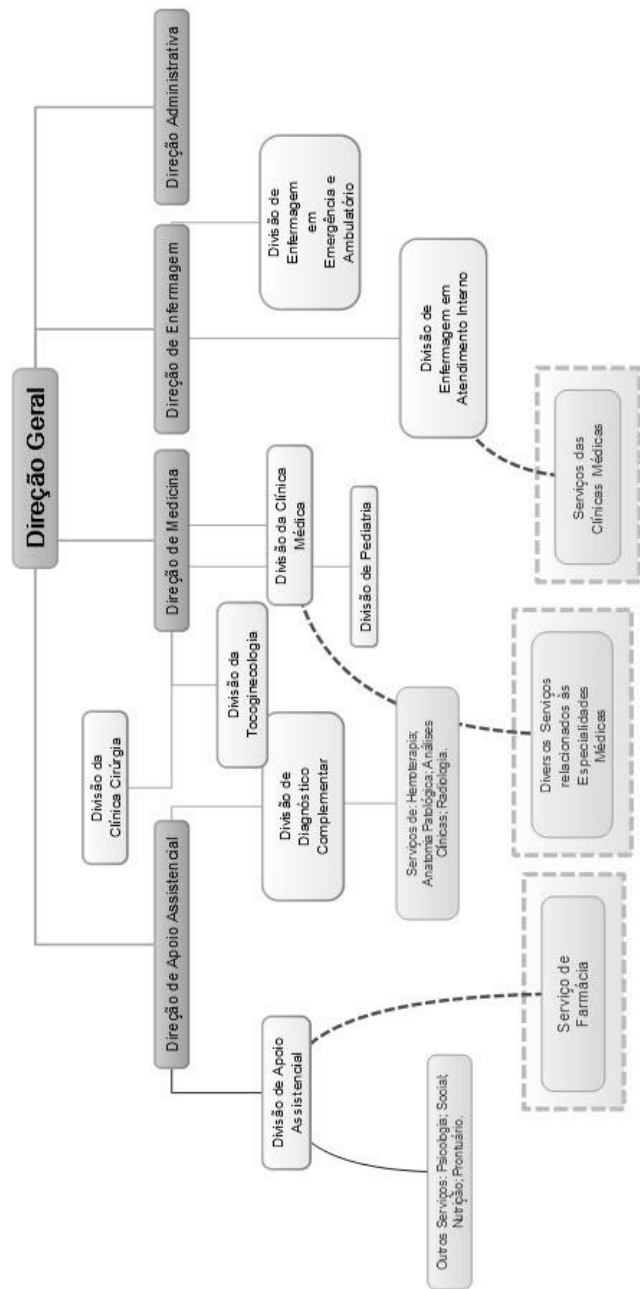 Direção Geral
Direção de Apoio Assistencial
Direção de Medicina
Direção de Enfermagem
Direção Administrativa
Divisão da
Clínica Cirúrgia
Divisão da
Tocoginecologia
Divisão de Apoio
Assistencial
Divisão de
Diagnóstico
Complementar
Divisão da Clínica
Médica
Divisão de Pediatria
Divisão de
Enfermagem
em
Emergência e
Ambulatório
Divisão de
Enfermagem em
Atendimento Interno
Outros Serviços: Psicologia; Social;
Nutrição; Prontuário.
Serviços de: Hemoterapia;
Anatomia Patológica; Análises
Clínicas; Radiologia.
Serviço de
Farmácia
Diversos Serviços
relacionados às
Especialidades
Médicas
Serviços das
Clínicas Médicas